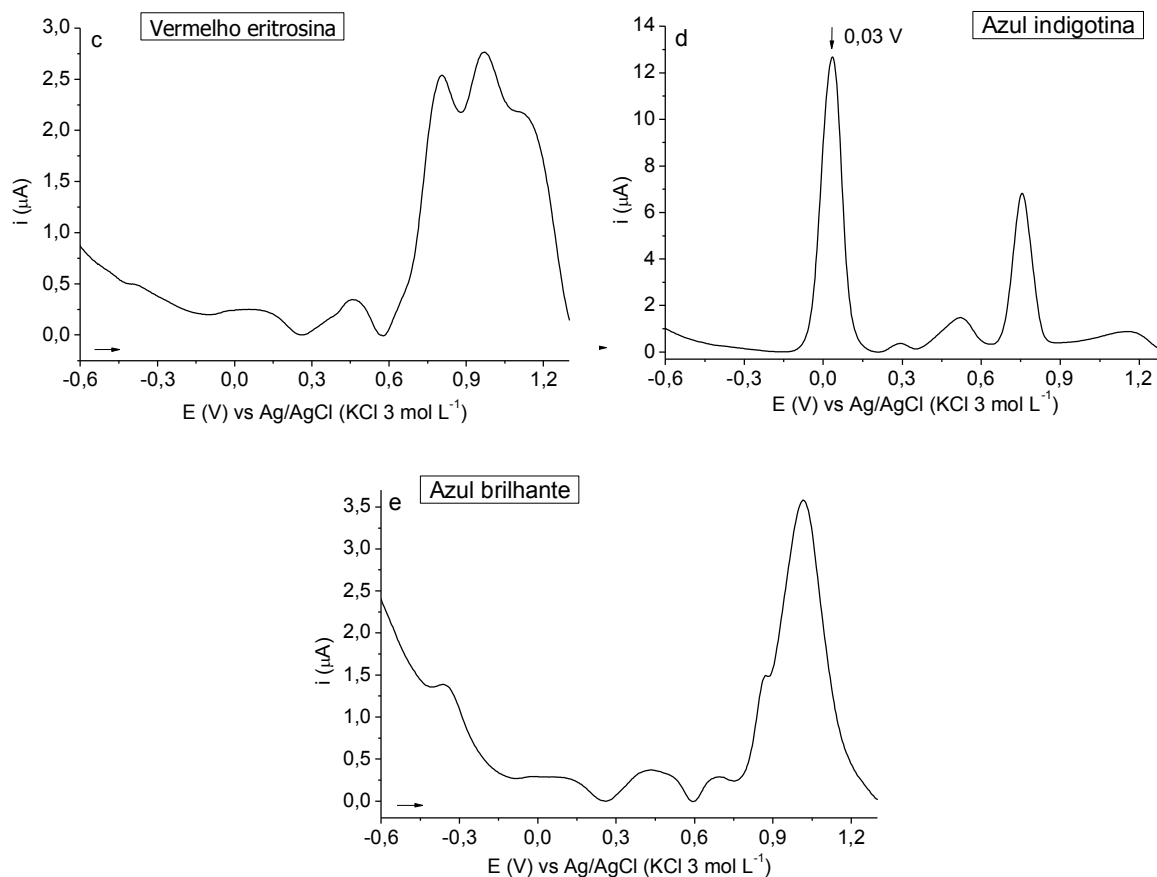 c
Vermelho eritrosina
3,0
2,5
2,0
1,5
1,0
0,5
0,0
i (μA)
-0,6 -0,3 0,0 0,3 0,6 0,9 1,2
E (V) vs Ag/AgCl (KCl 3 mol L⁻¹)
d
0,03 V
Azul indigotina
14
12
10
8
6
4
2
0
i (μA)
-0,6 -0,3 0,0 0,3 0,6 0,9 1,2
E (V) vs Ag/AgCl (KCl 3 mol L⁻¹)
e
Azul brilhante
3,5
3,0
2,5
2,0
1,5
1,0
0,5
0,0
i (μA)
-0,6 -0,3 0,0 0,3 0,6 0,9 1,2
E (V) vs Ag/AgCl (KCl 3 mol L⁻¹)